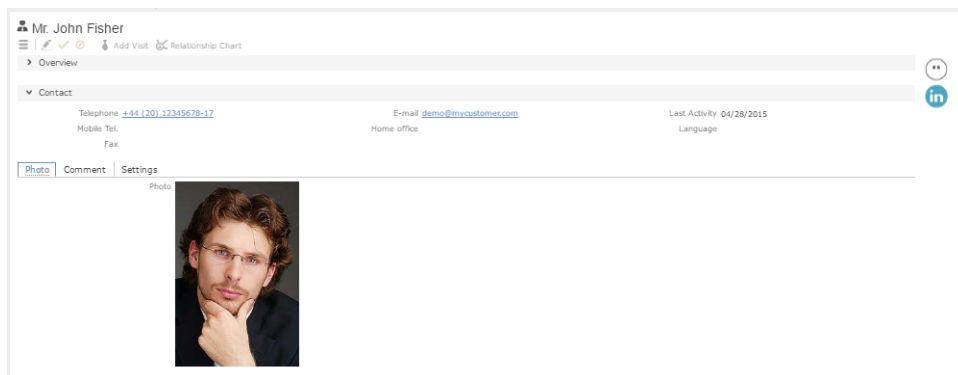 Mr. John Fisher
Add Visit Relationship Chart
Overview
Contact
Telephone +44 (20) 12345678-17 E-mail demo@mycustomer.com Last Activity 04/28/2015
Mobile Tel. Home office Language
Fax
Photo Comment Settings
Photo
in